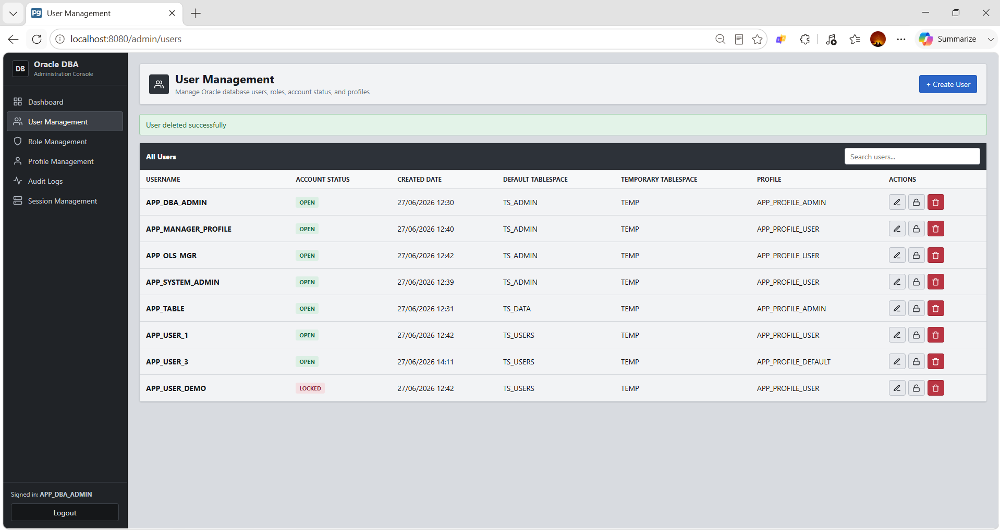 User Management
localhost:8080/admin/users
Summarize
DB
Oracle DBA
Administration Console
Dashboard
User Management
Role Management
Profile Management
Audit Logs
Session Management
Signed in: APP_DBA_ADMIN
Logout
User Management
Manage Oracle database users, roles, account status, and profiles
+ Create User
User deleted successfully
All Users
Search users...
USERNAME ACCOUNT STATUS CREATED DATE DEFAULT TABLESPACE TEMPORARY TABLESPACE PROFILE ACTIONS
APP_DBA_ADMIN OPEN 27/06/2026 12:30 TS_ADMIN TEMP APP_PROFILE_ADMIN
APP_MANAGER_PROFILE OPEN 27/06/2026 12:40 TS_ADMIN TEMP APP_PROFILE_USER
APP_OLS_MGR OPEN 27/06/2026 12:42 TS_ADMIN TEMP APP_PROFILE_USER
APP_SYSTEM_ADMIN OPEN 27/06/2026 12:39 TS_ADMIN TEMP APP_PROFILE_USER
APP_TABLE OPEN 27/06/2026 12:31 TS_DATA TEMP APP_PROFILE_ADMIN
APP_USER_1 OPEN 27/06/2026 12:42 TS_USERS TEMP APP_PROFILE_USER
APP_USER_3 OPEN 27/06/2026 14:11 TS_USERS TEMP APP_PROFILE_DEFAULT
APP_USER_DEMO LOCKED 27/06/2026 12:42 TS_USERS TEMP APP_PROFILE_USER